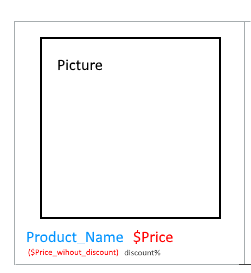 Picture
Product_Name $Price
($Price_wihout_discount) discount%